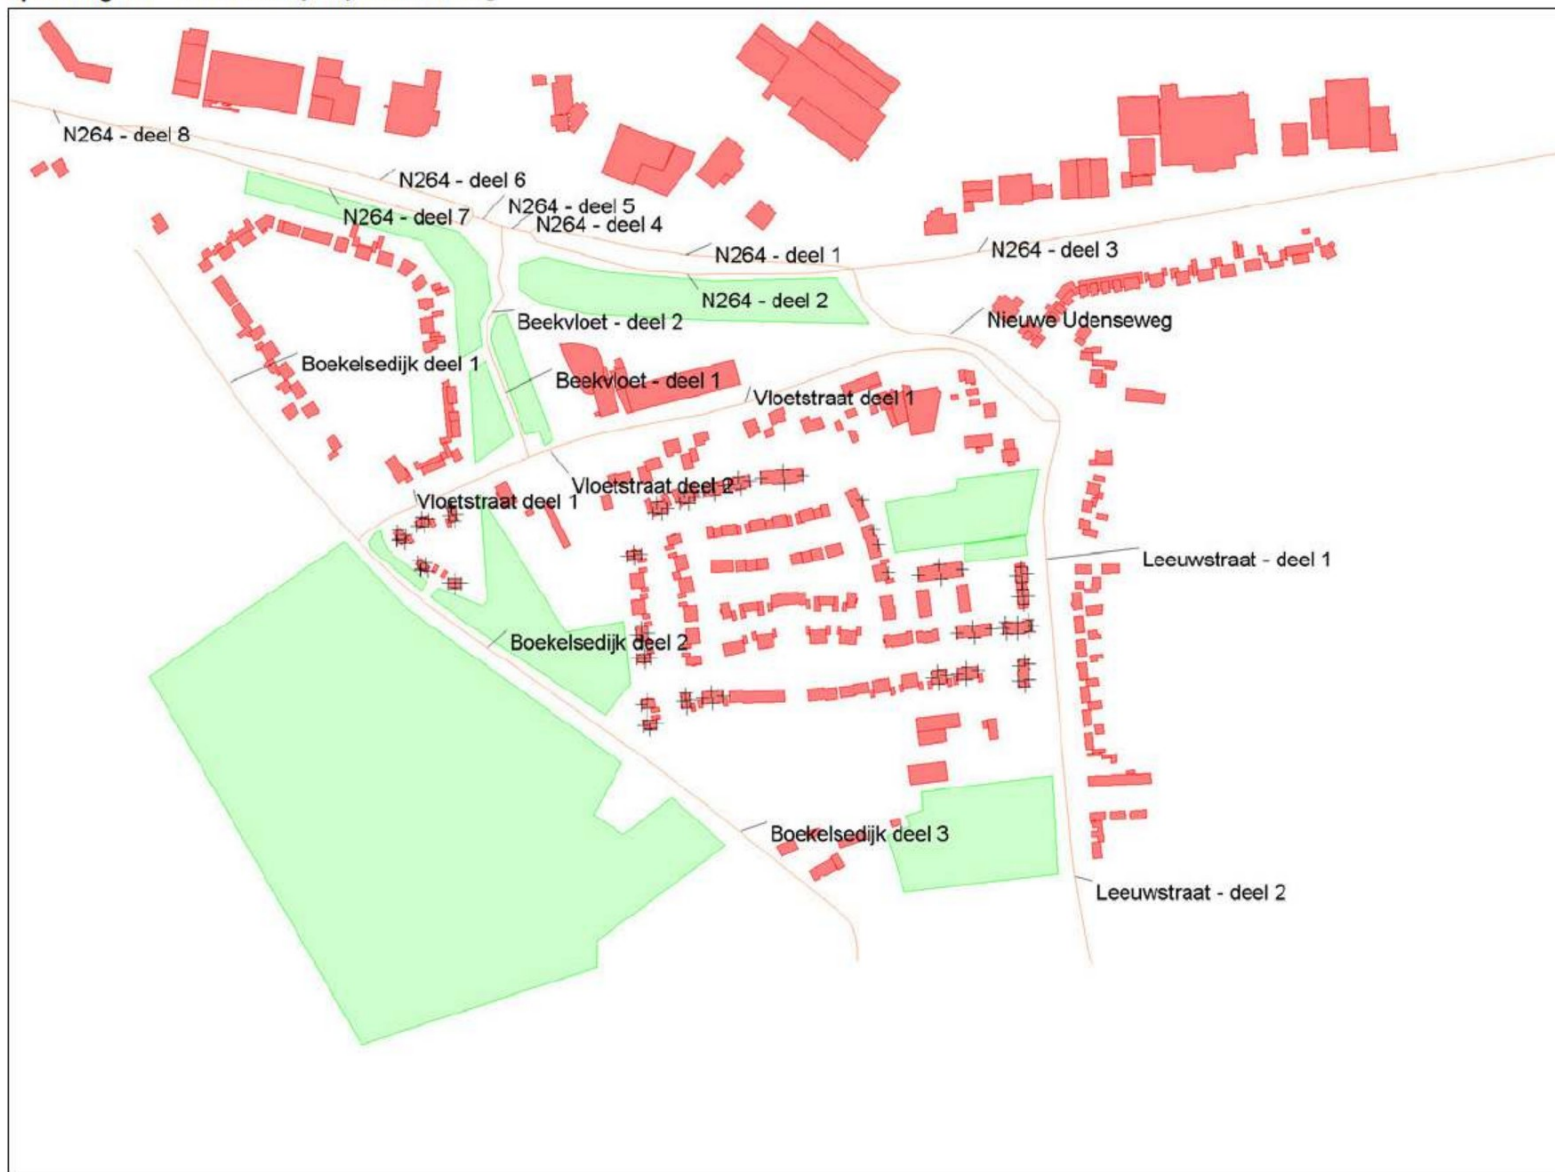 N264 - deel 8
N264 - deel 6
N264 - deel 5
N264 - deel 7
N264 - deel 4
N264 - deel 1
N264 - deel 3
N264 - deel 2
Beekvloet - deel 2
Nieuwe Udenseweg
Boekelsedijk deel 1
Beekvloet - deel 1
Vloetstraat deel 1
Vloetstraat deel 2
Vloetstraat deel 1
Leeuwstraat - deel 1
Boekelsedijk deel 2
Boekelsedijk deel 3
Leeuwstraat - deel 2